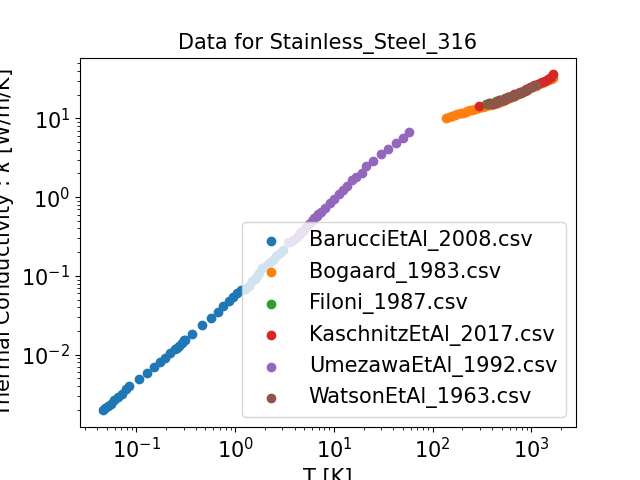 Data for Stainless_Steel_316
Thermal Conductivity : k [W/m/K]
10¹
10⁰
10⁻¹
10⁻²
BarucciEtAl_2008.csv
Bogaard_1983.csv
Filoni_1987.csv
KaschnitzEtAl_2017.csv
UmezawaEtAl_1992.csv
WatsonEtAl_1963.csv
10⁻¹ 10⁰ 10¹ 10² 10³
T [K]